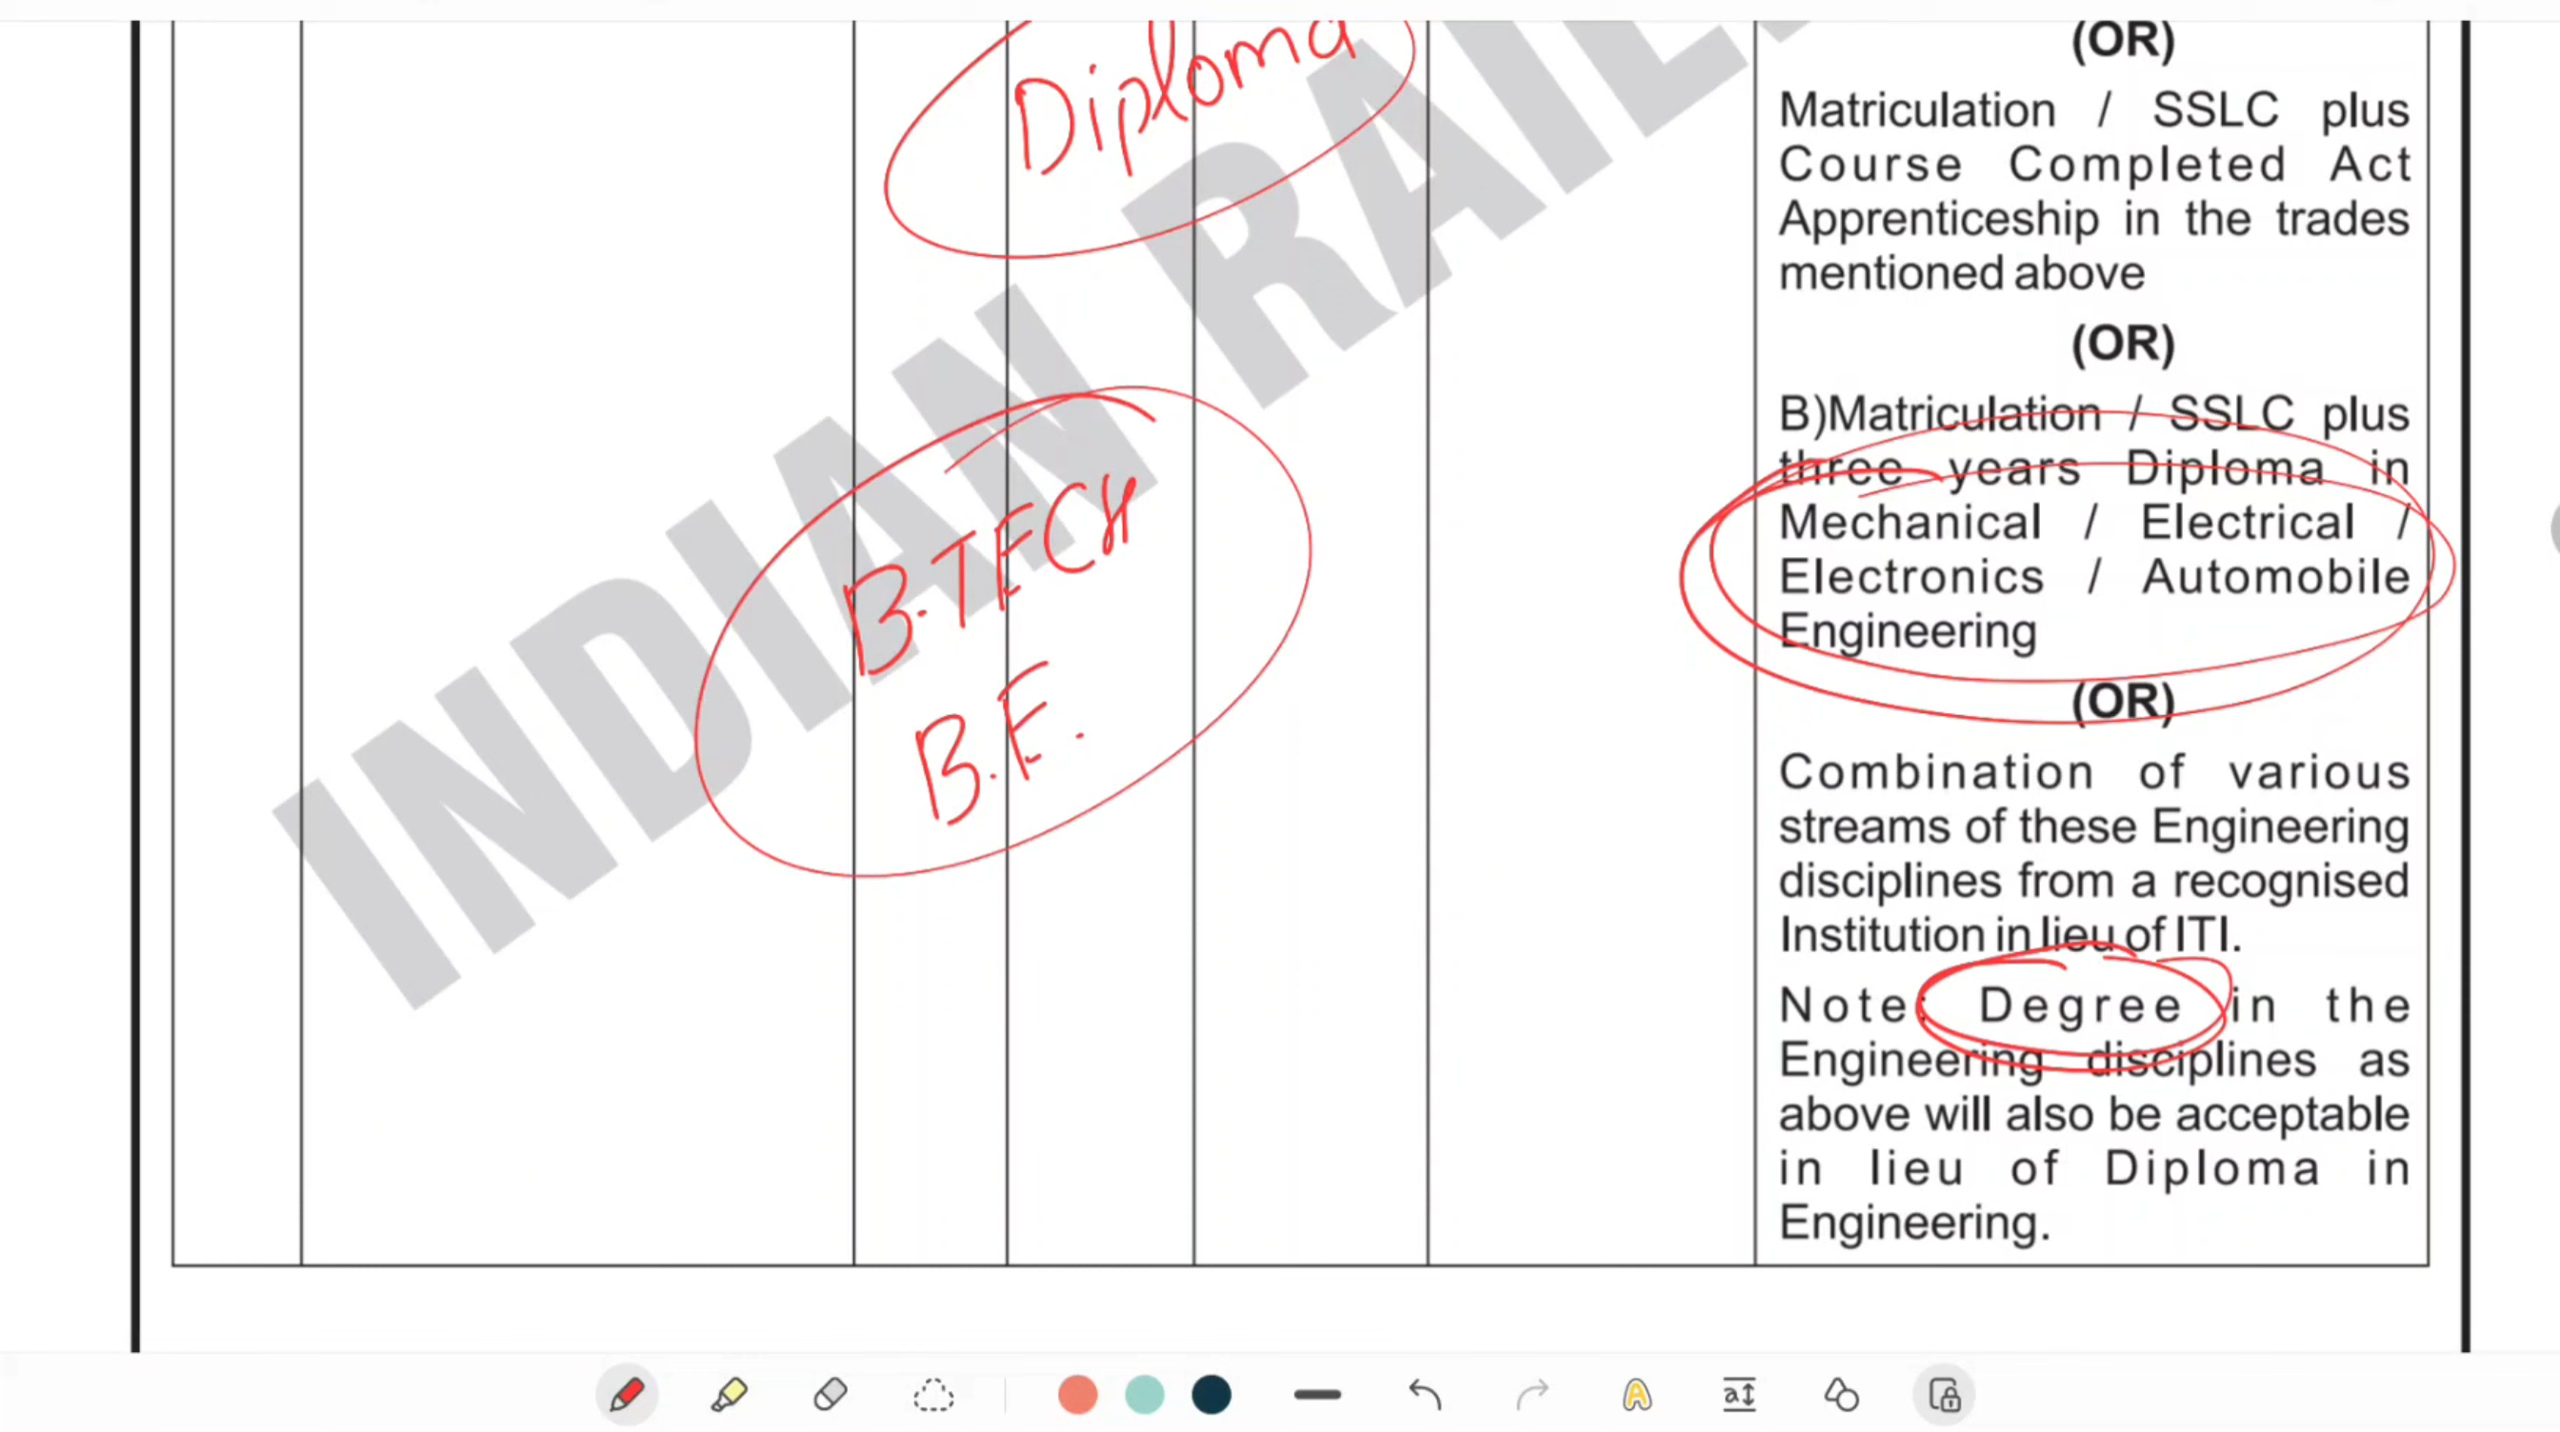 Diploma
INDIAN RAIL
B.TECH
B.E.
(OR)
Matriculation / SSLC plus
Course Completed Act
Apprenticeship in the trades
mentioned above
(OR)
B)Matriculation / SSLC plus
three years Diploma in
Mechanical / Electrical /
Electronics / Automobile
Engineering
(OR)
Combination of various
streams of these Engineering
disciplines from a recognised
Institution in lieu of ITI.
Note: Degree in the
Engineering disciplines as
above will also be acceptable
in lieu of Diploma in
Engineering.